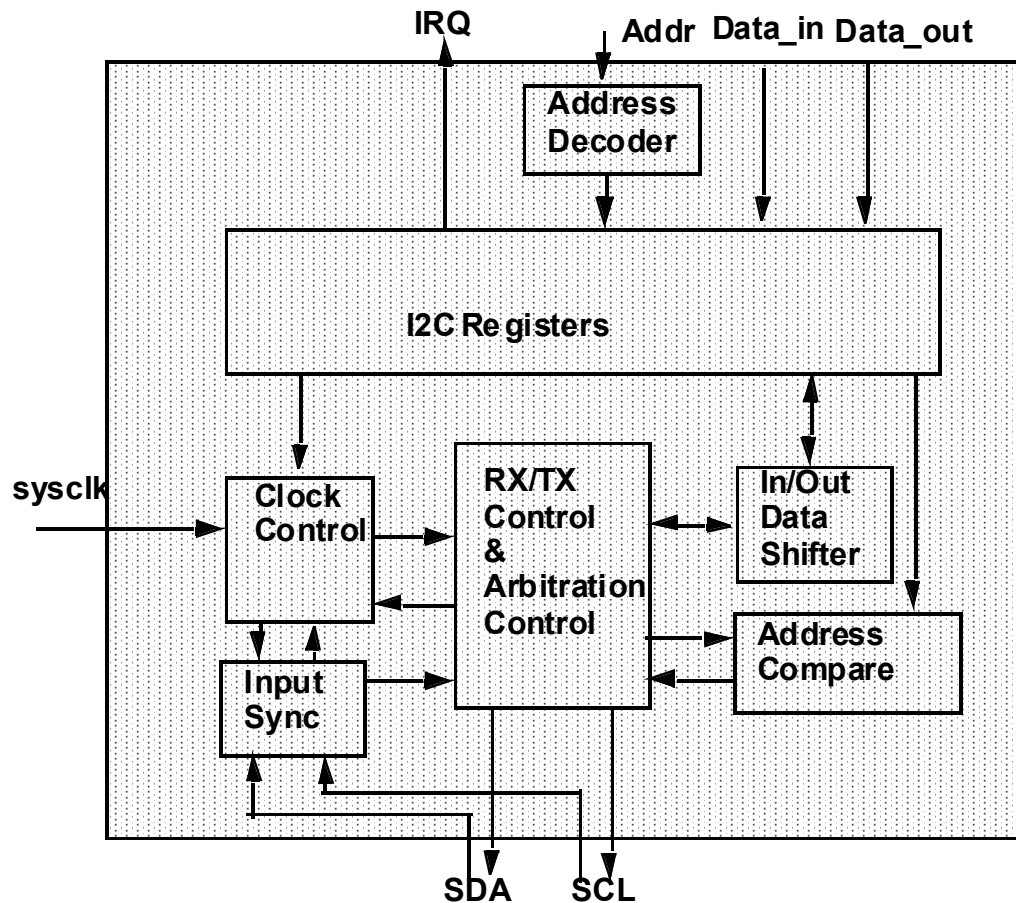 IRQ
Addr Data_in Data_out
Address
Decoder
I2C Registers
sysclk
Clock
Control
RX/TX
Control
&
Arbitration
Control
In/Out
Data
Shifter
Input
Sync
Address
Compare
SDA
SCL